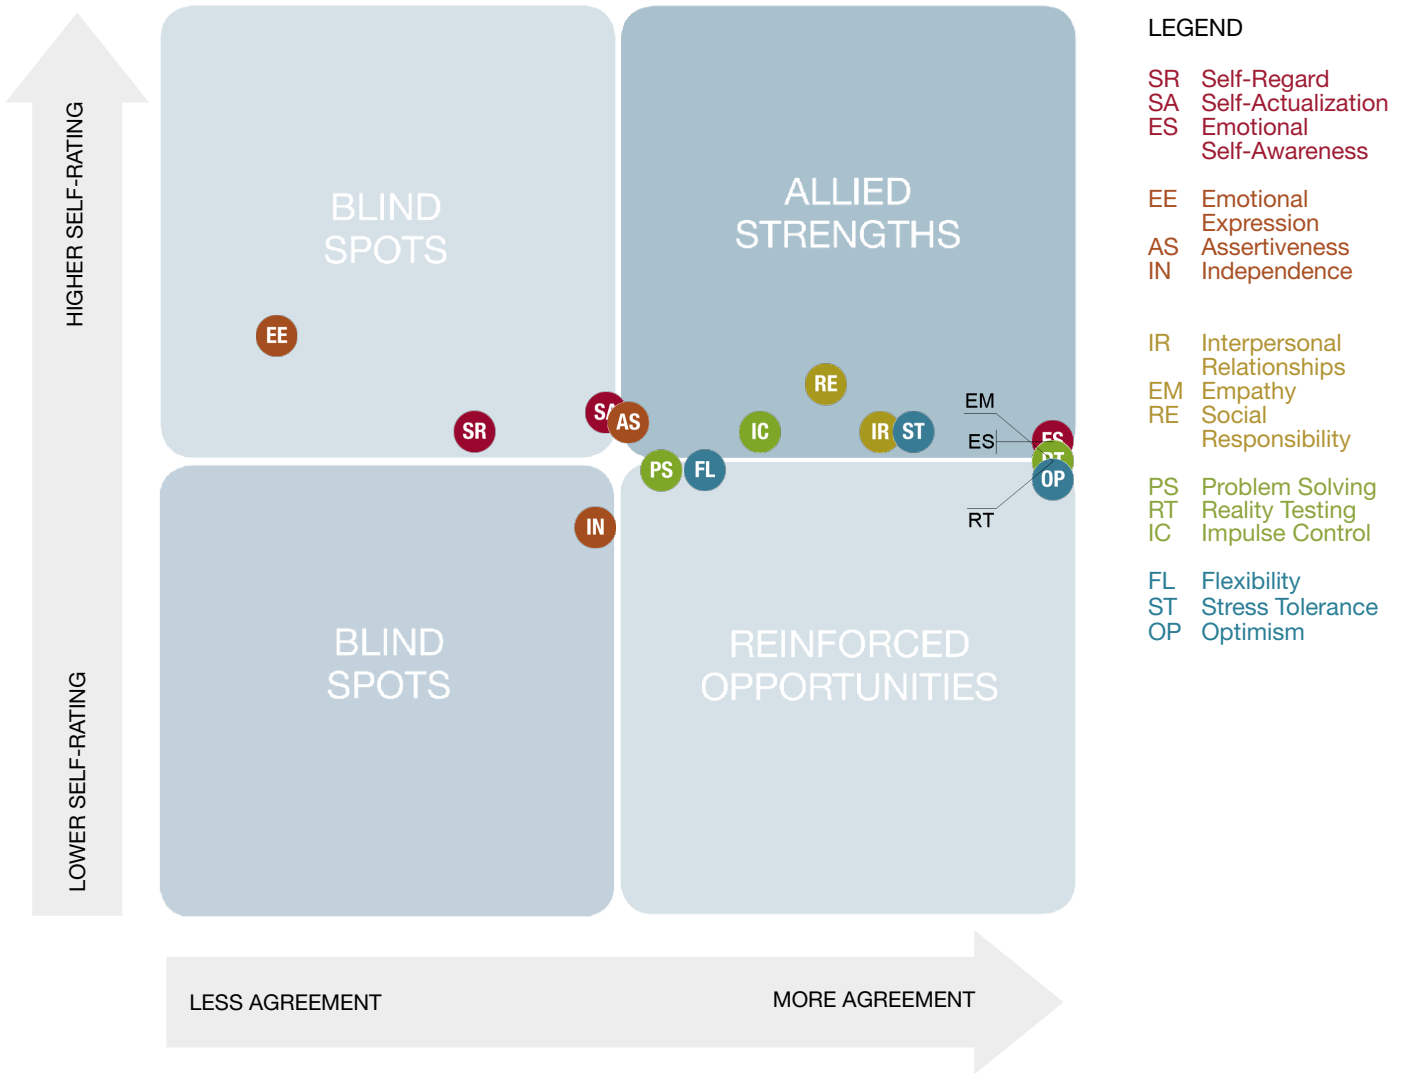 HIGHER SELF-RATING
LOWER SELF-RATING
BLIND
SPOTS
ALLIED
STRENGTHS
EE
SR
SA
AS
RE
IC
IR
ST
PS
FL
IN
EM
ES
RT
ES
RT
OP
BLIND
SPOTS
REINFORCED
OPPORTUNITIES
LESS AGREEMENT
MORE AGREEMENT
LEGEND
SR Self-Regard
SA Self-Actualization
ES Emotional
Self-Awareness
EE Emotional
Expression
AS Assertiveness
IN Independence
IR Interpersonal
Relationships
EM Empathy
RE Social
Responsibility
PS Problem Solving
RT Reality Testing
IC Impulse Control
FL Flexibility
ST Stress Tolerance
OP Optimism